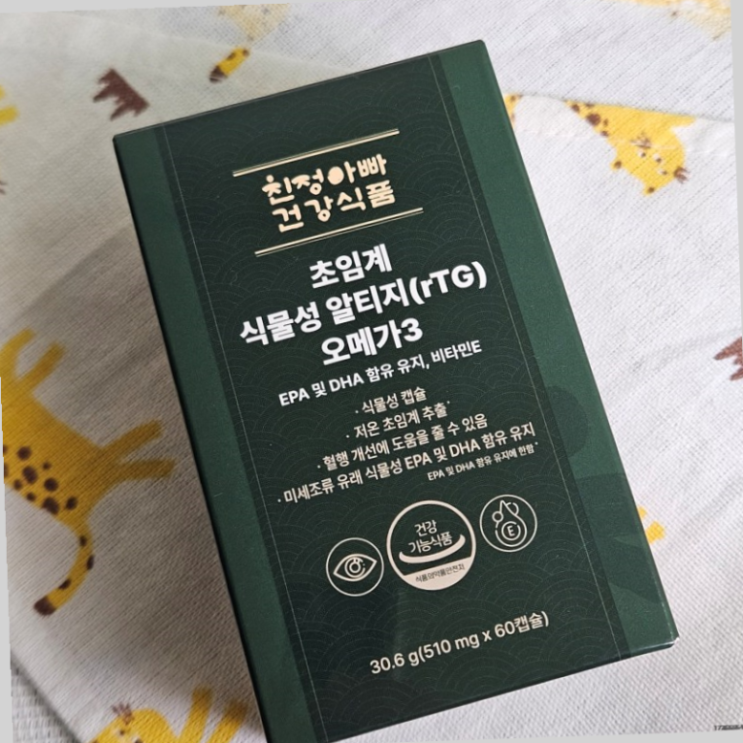 친정아빠
건강식품
초임계
식물성 알티지(rTG)
오메가3
EPA 및 DHA 함유 유지, 비타민E
· 식물성 캡슐
· 저온 초임계 추출*
· 혈행 개선에 도움을 줄 수 있음
· 미세조류 유래 식물성 EPA 및 DHA 함유 유지
EPA 및 DHA 함유 유지에 한함*
건강
기능식품
식품의약품안전처
E
30.6 g(510 mg x 60캡슐)